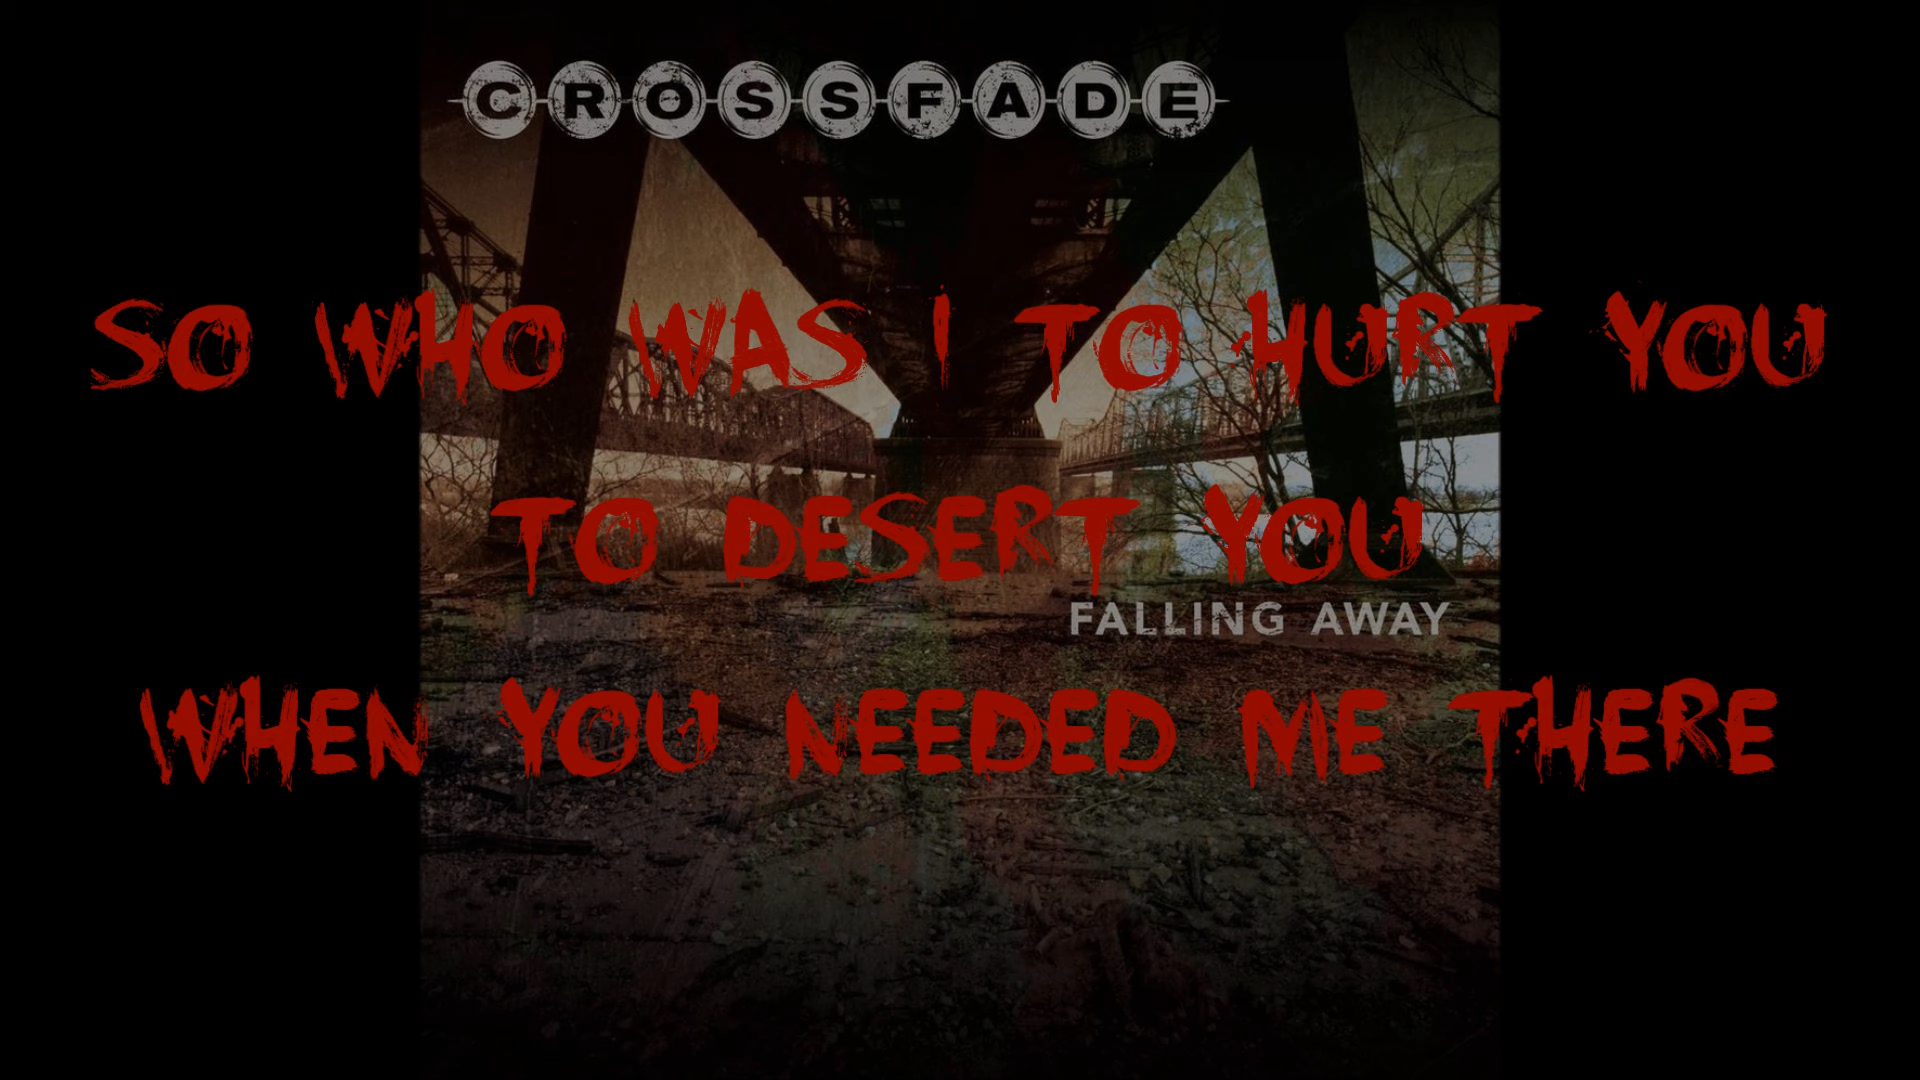 CROSSFADE
SO WHO WAS I TO HURT YOU
TO DESERT YOU
FALLING AWAY
WHEN YOU NEEDED ME THERE